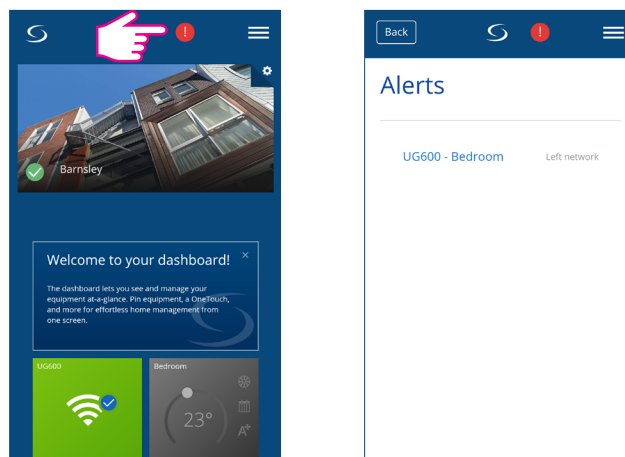 !
Barnsley
Welcome to your dashboard!
×
The dashboard lets you see and manage your
equipment at-a-glance. Pin equipment, a OneTouch,
and more for effortless home management from
one screen.
UG600
Bedroom
23°
A+
Back
!
Alerts
UG600 - Bedroom
Left network